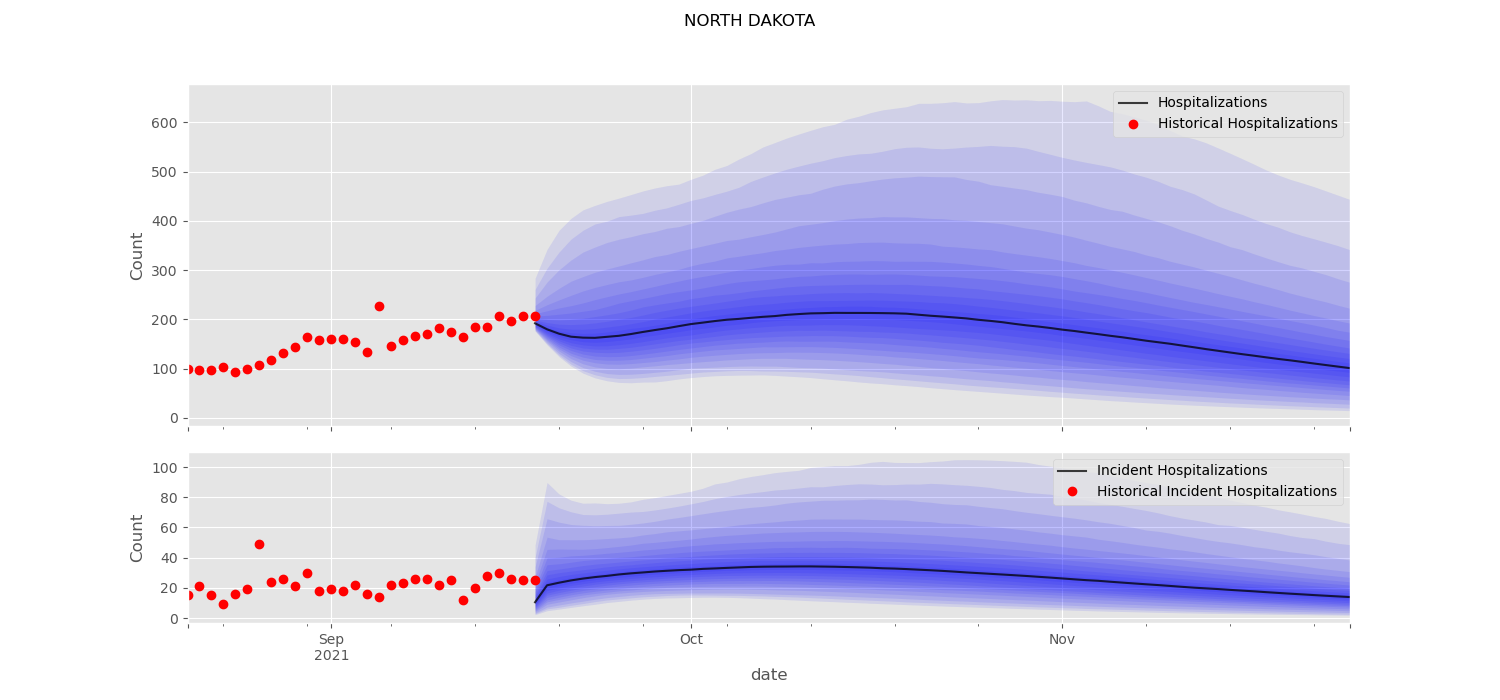 NORTH DAKOTA
Hospitalizations
Historical Hospitalizations
Count
600
500
400
300
200
100
0
Incident Hospitalizations
Historical Incident Hospitalizations
Count
100
80
60
40
20
0
Sep
2021
Oct
Nov
date